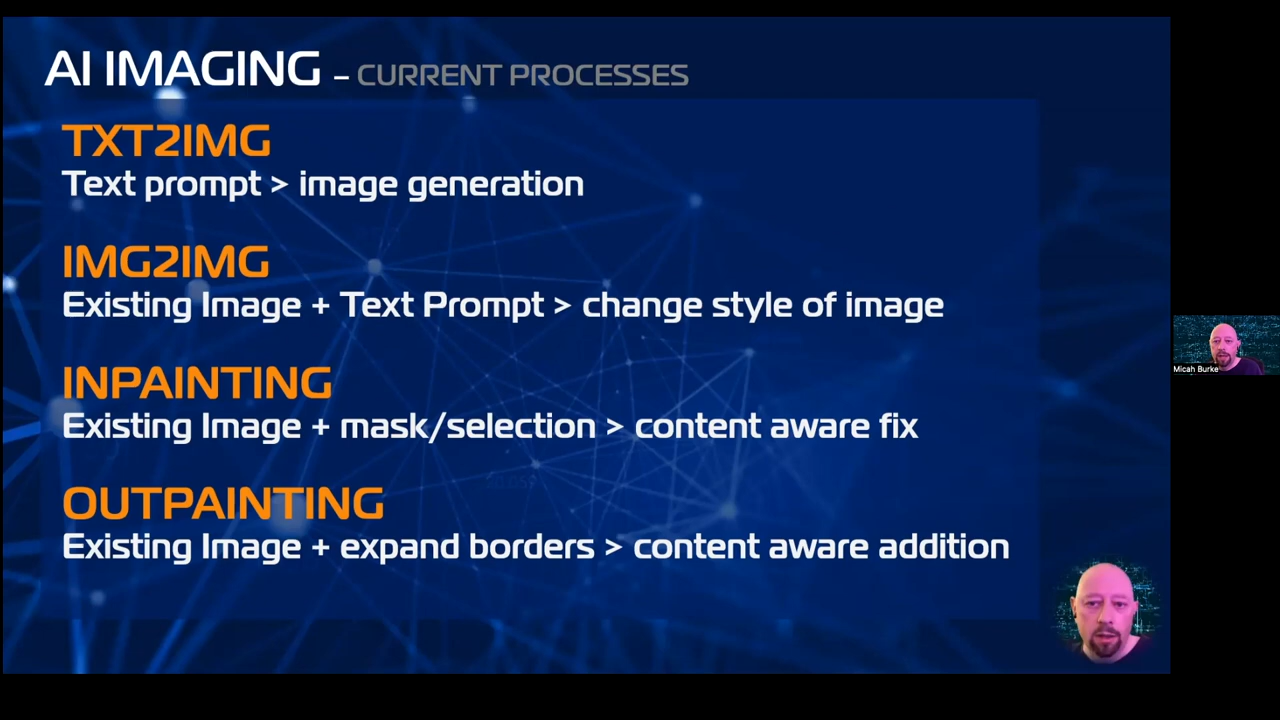 AI IMAGING – CURRENT PROCESSES
TXT2IMG
Text prompt > image generation
IMG2IMG
Existing Image + Text Prompt > change style of image
INPAINTING
Existing Image + mask/selection > content aware fix
OUTPAINTING
Existing Image + expand borders > content aware addition
Micah Burke